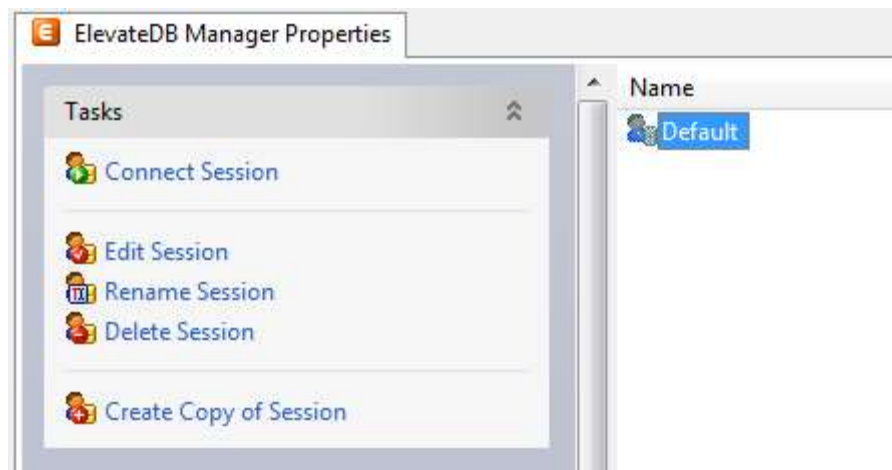 ElevateDB Manager Properties
Tasks
Connect Session
Edit Session
Rename Session
Delete Session
Create Copy of Session
Name
Default